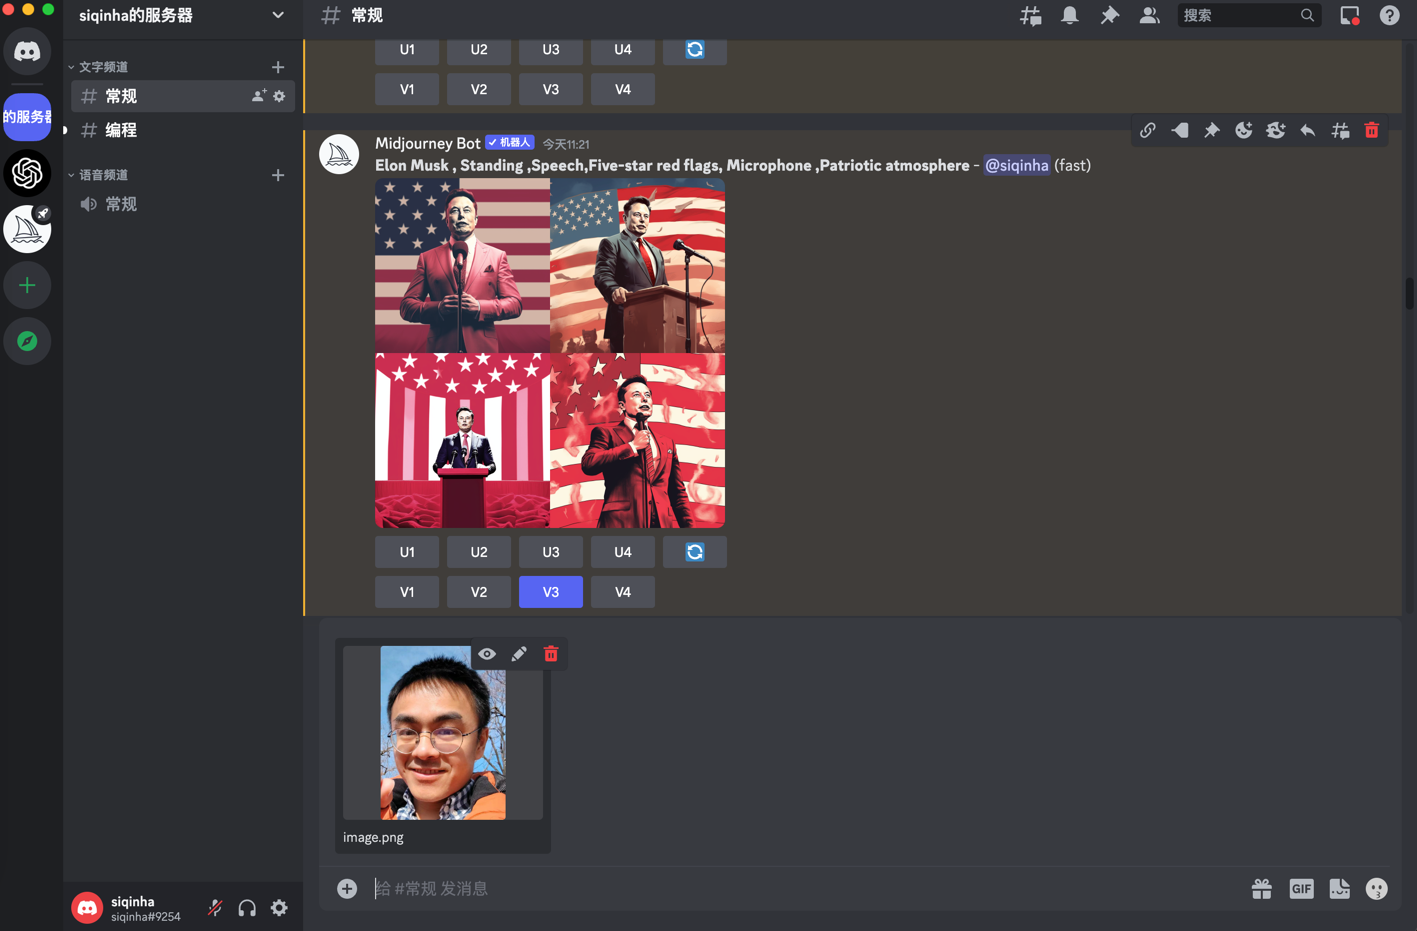 siqinha的服务器
常规
搜索
文字频道
常规
编程
语音频道
常规
的服务器
U1 U2 U3 U4
V1 V2 V3 V4
Midjourney Bot 机器人 今天11:21
Elon Musk , Standing ,Speech,Five-star red flags, Microphone ,Patriotic atmosphere - @siqinha (fast)
U1 U2 U3 U4
V1 V2 V3 V4
image.png
给 #常规 发消息
GIF
siqinha
siqinha#9254